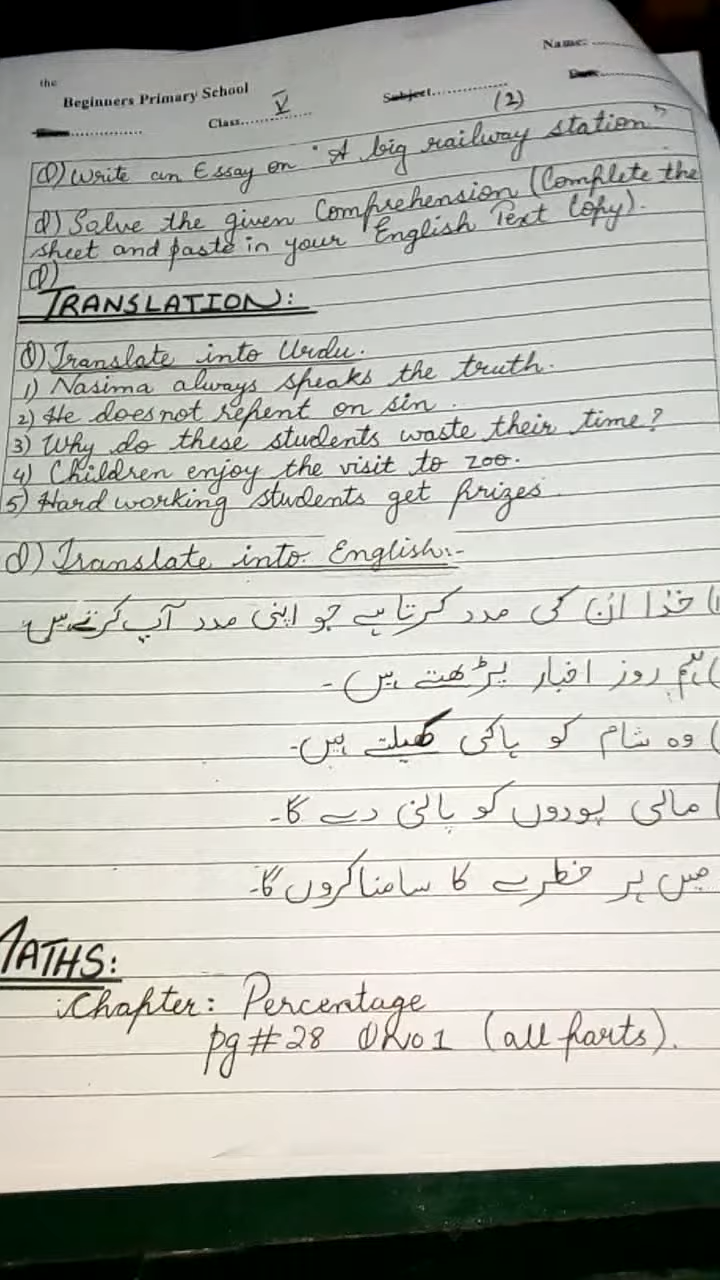 Name: ..........
the
Beginners Primary School
Class.......V.......
Subject..............
(2)
Q) Write an Essay on "A big railway station"
Q) Solve the given Comprehension (Complete the
sheet and paste in your English Text Copy).
Q)
TRANSLATION:
Q) Translate into Urdu.
1) Nasima always speaks the truth.
2) He does not repent on sin.
3) Why do these students waste their time?
4) Children enjoy the visit to zoo.
5) Hard working students get prizes.
Q) Translate into English:-
خدا اُن کی مدد کرتا ہے جو اپنی مدد آپ کرتے ہیں۔
ہم روز اخبار پڑھتے ہیں۔
وہ شام کو ہاکی کھیلتے ہیں۔
مالی پودوں کو پانی دے گا۔
میں ہر خطرے کا سامنا کروں گا۔
MATHS:
Chapter: Percentage
pg#28 QNo1 (all parts).